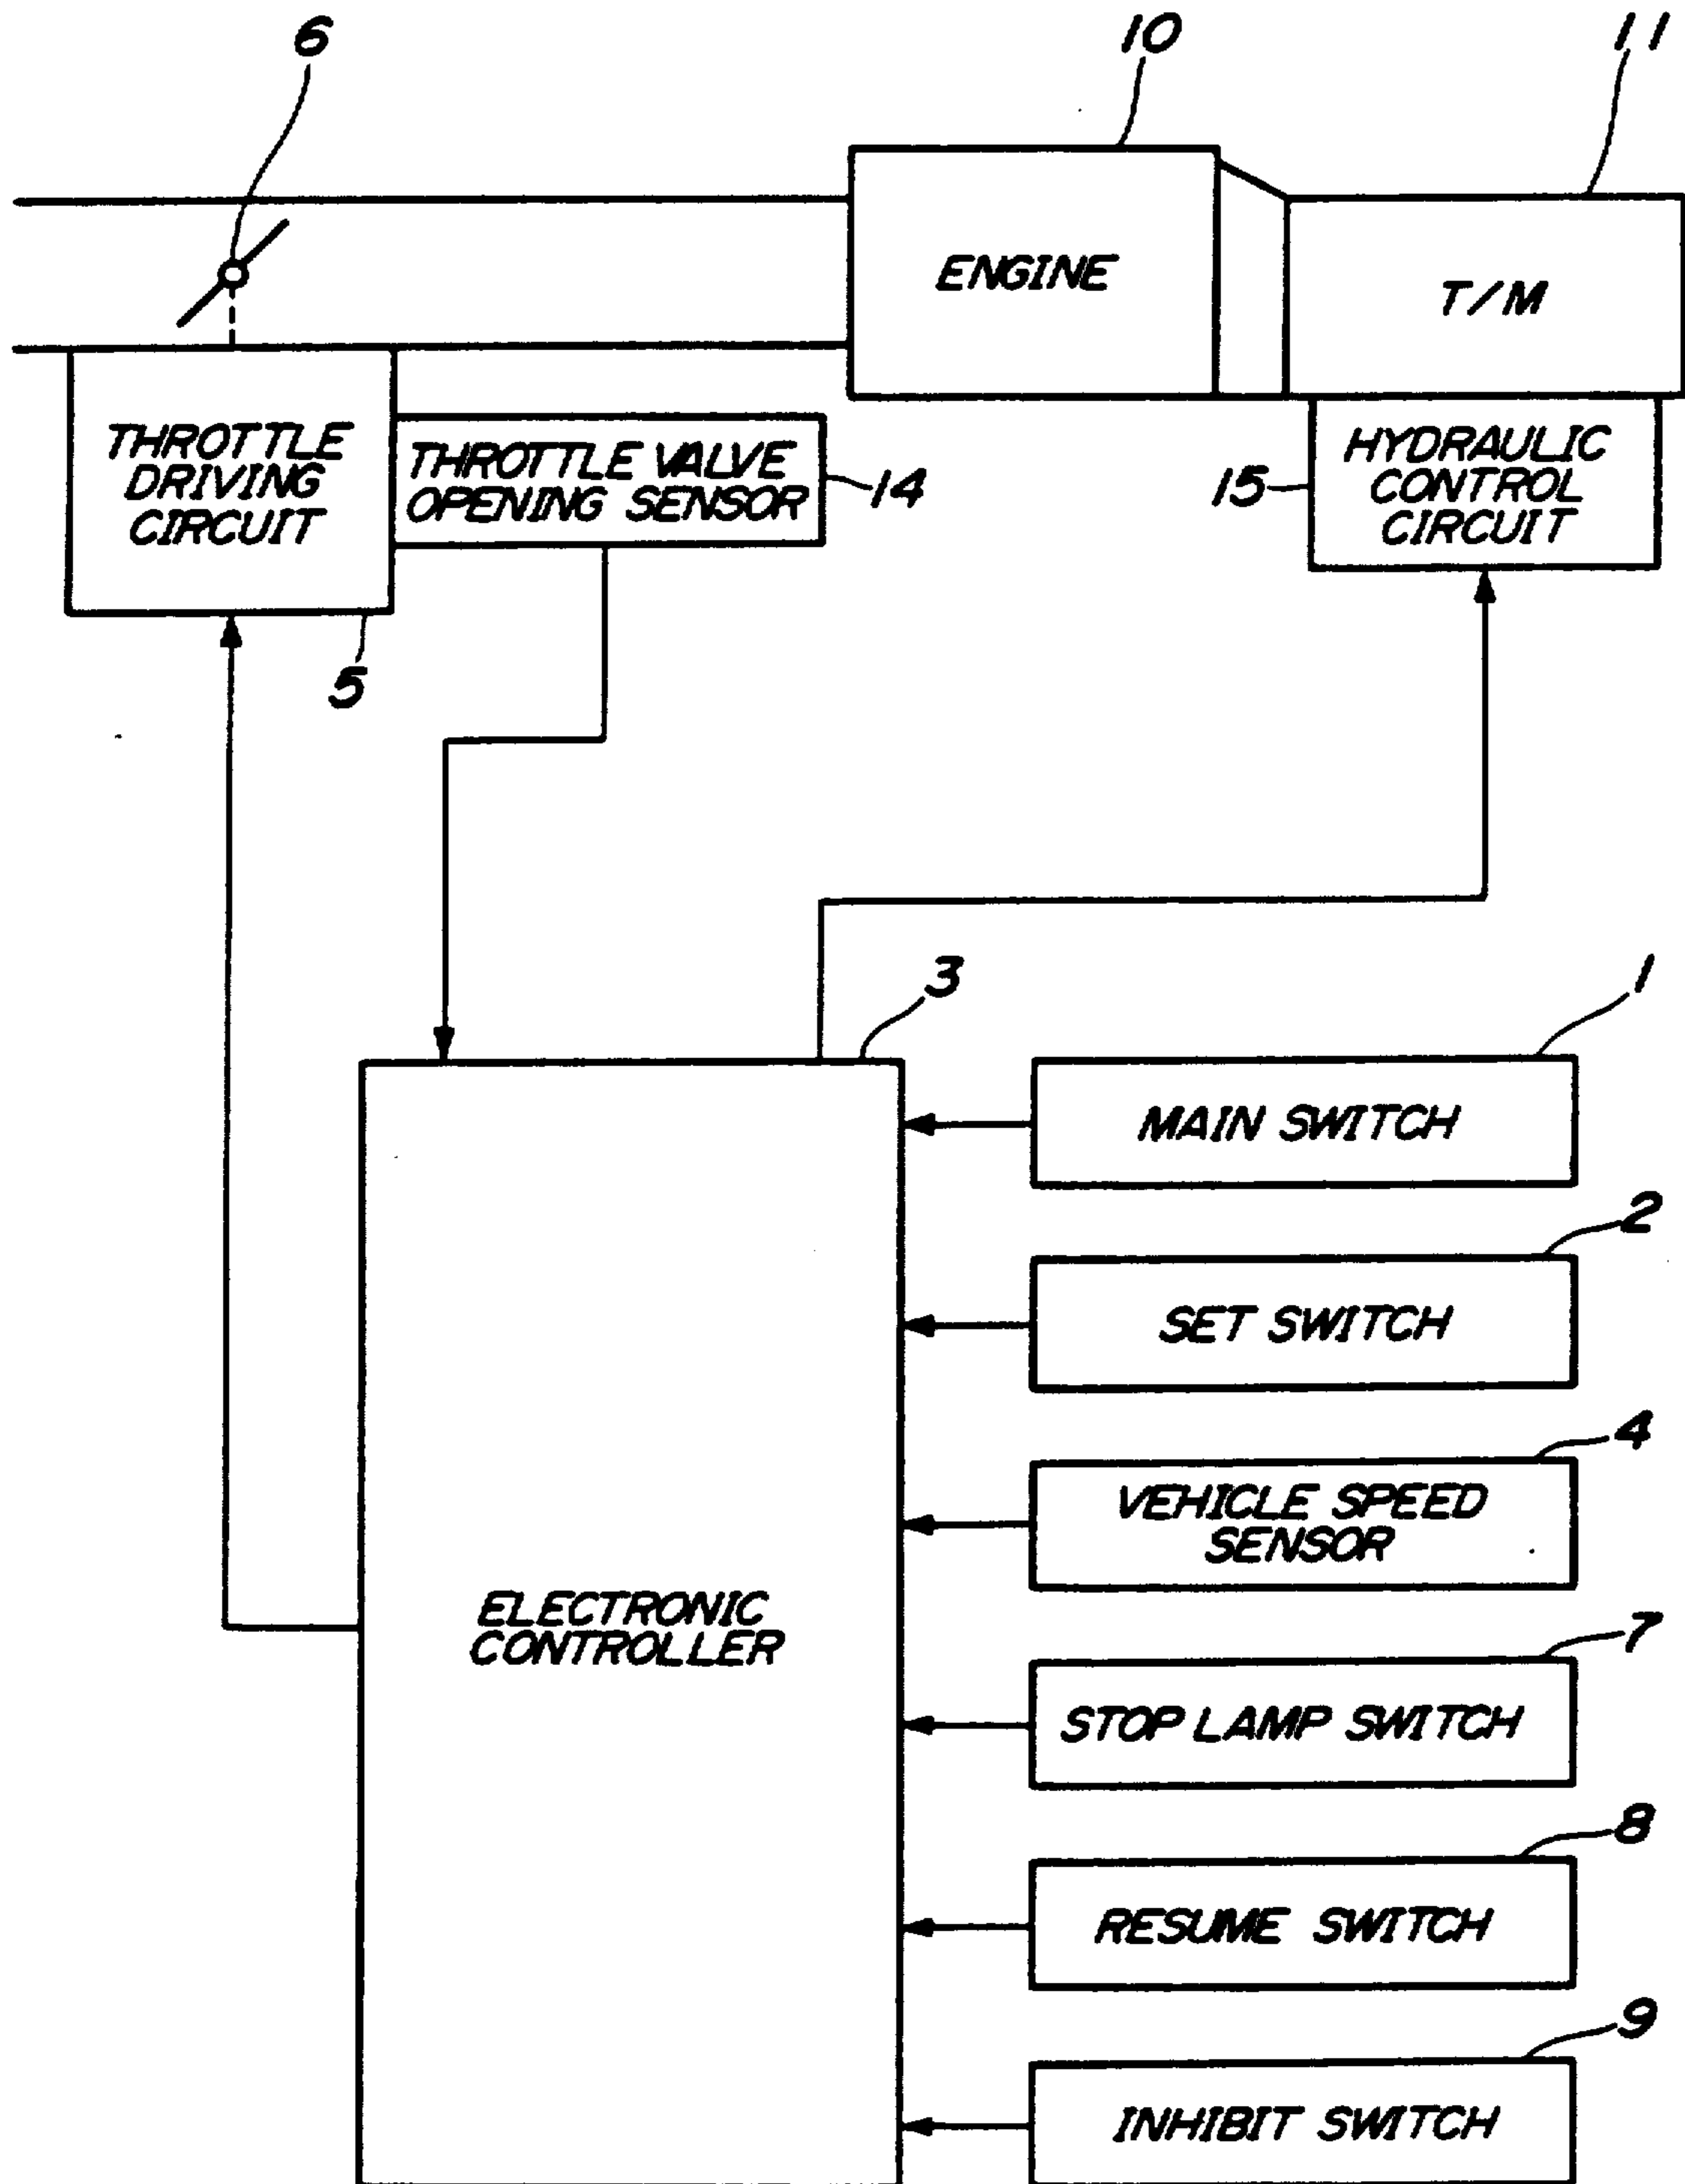 6
10
11
ENGINE
T/M
THROTTLE
DRIVING
CIRCUIT
THROTTLE VALVE
OPENING SENSOR
14
15
HYDRAULIC
CONTROL
CIRCUIT
5
3
1
MAIN SWITCH
2
SET SWITCH
4
VEHICLE SPEED
SENSOR
ELECTRONIC
CONTROLLER
7
STOP LAMP SWITCH
8
RESUME SWITCH
9
INHIBIT SWITCH